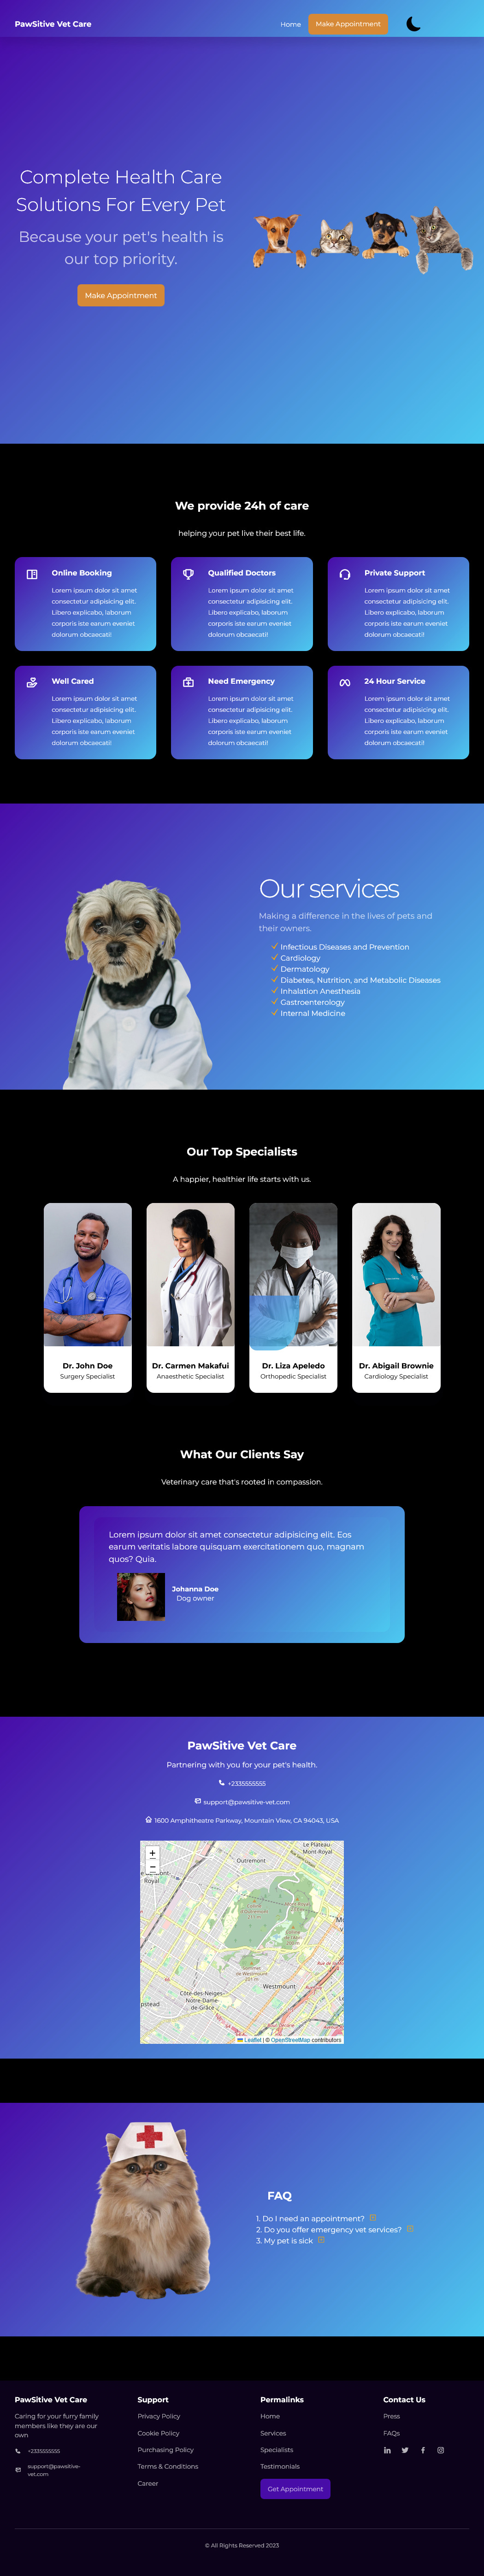 PawSitive Vet Care
Home
Make Appointment
Complete Health Care
Solutions For Every Pet
Because your pet's health is
our top priority.
Make Appointment
We provide 24h of care
helping your pet live their best life.
Online Booking
Lorem ipsum dolor sit amet
consectetur adipisicing elit.
Libero explicabo, laborum
corporis iste earum eveniet
dolorum obcaecati!
Qualified Doctors
Lorem ipsum dolor sit amet
consectetur adipisicing elit.
Libero explicabo, laborum
corporis iste earum eveniet
dolorum obcaecati!
Private Support
Lorem ipsum dolor sit amet
consectetur adipisicing elit.
Libero explicabo, laborum
corporis iste earum eveniet
dolorum obcaecati!
Well Cared
Lorem ipsum dolor sit amet
consectetur adipisicing elit.
Libero explicabo, laborum
corporis iste earum eveniet
dolorum obcaecati!
Need Emergency
Lorem ipsum dolor sit amet
consectetur adipisicing elit.
Libero explicabo, laborum
corporis iste earum eveniet
dolorum obcaecati!
24 Hour Service
Lorem ipsum dolor sit amet
consectetur adipisicing elit.
Libero explicabo, laborum
corporis iste earum eveniet
dolorum obcaecati!
Our services
Making a difference in the lives of pets and
their owners.
Infectious Diseases and Prevention
Cardiology
Dermatology
Diabetes, Nutrition, and Metabolic Diseases
Inhalation Anesthesia
Gastroenterology
Internal Medicine
Our Top Specialists
A happier, healthier life starts with us.
Dr. John Doe
Surgery Specialist
Dr. Carmen Makafui
Anaesthetic Specialist
Dr. Liza Apeledo
Orthopedic Specialist
Dr. Abigail Brownie
Cardiology Specialist
What Our Clients Say
Veterinary care that's rooted in compassion.
Lorem ipsum dolor sit amet consectetur adipisicing elit. Eos
earum veritatis labore quisquam exercitationem quo, magnam
quos? Quia.
Johanna Doe
Dog owner
PawSitive Vet Care
Partnering with you for your pet's health.
+2335555555
support@pawsitive-vet.com
1600 Amphitheatre Parkway, Mountain View, CA 94043, USA
+
−
Le Plateau-
Mont-Royal
Outremont
Royal
Westmount
Côte-des-Neiges-
Notre-Dame-
de-Grâce
Leaflet | © OpenStreetMap contributors
FAQ
1. Do I need an appointment?
2. Do you offer emergency vet services?
3. My pet is sick
PawSitive Vet Care
Caring for your furry family
members like they are our
own
+2335555555
support@pawsitive-
vet.com
Support
Privacy Policy
Cookie Policy
Purchasing Policy
Terms & Conditions
Career
Permalinks
Home
Services
Specialists
Testimonials
Get Appointment
Contact Us
Press
FAQs
© All Rights Reserved 2023